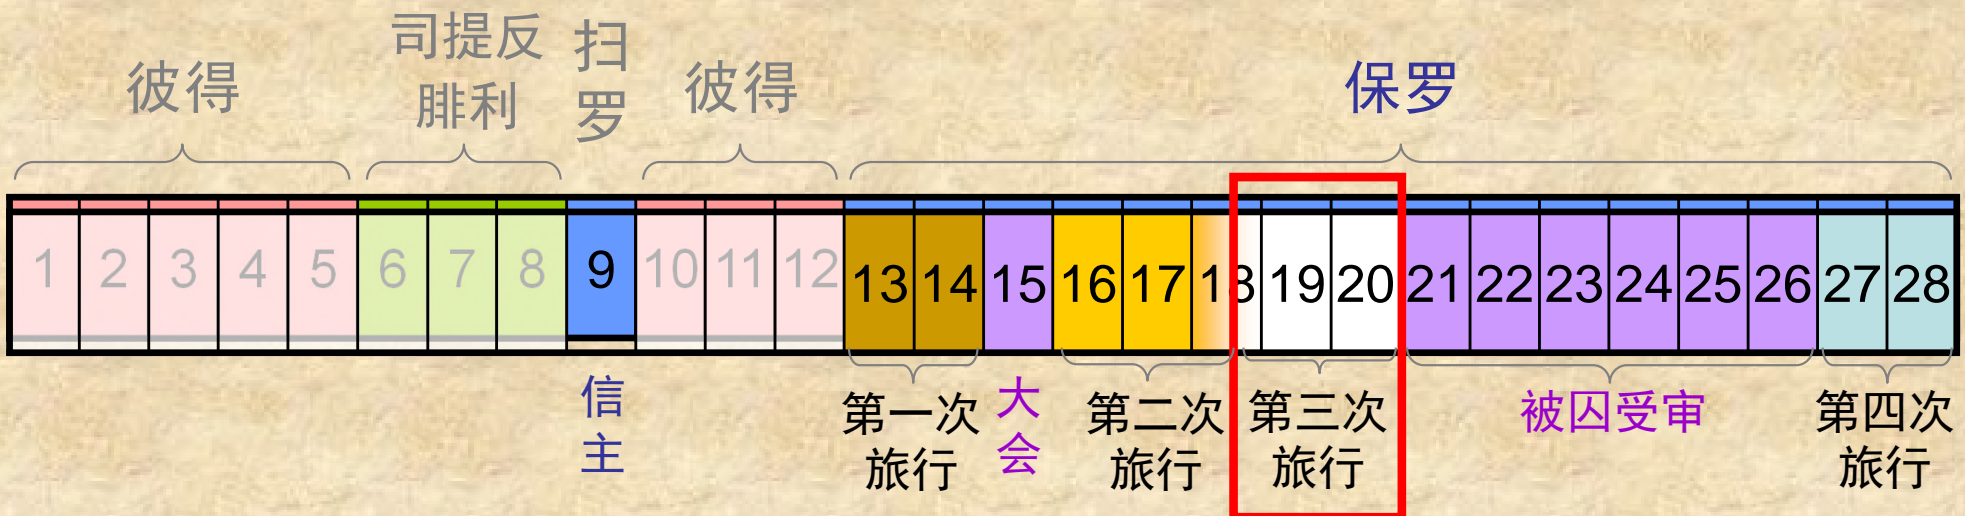 彼得
司提反
腓利
扫
罗
彼得
保罗
1 2 3 4 5 6 7 8 9 10 11 12 13 14 15 16 17 18 19 20 21 22 23 24 25 26 27 28
信
主
第一次
旅行
大
会
第二次
旅行
第三次
旅行
被囚受审
第四次
旅行